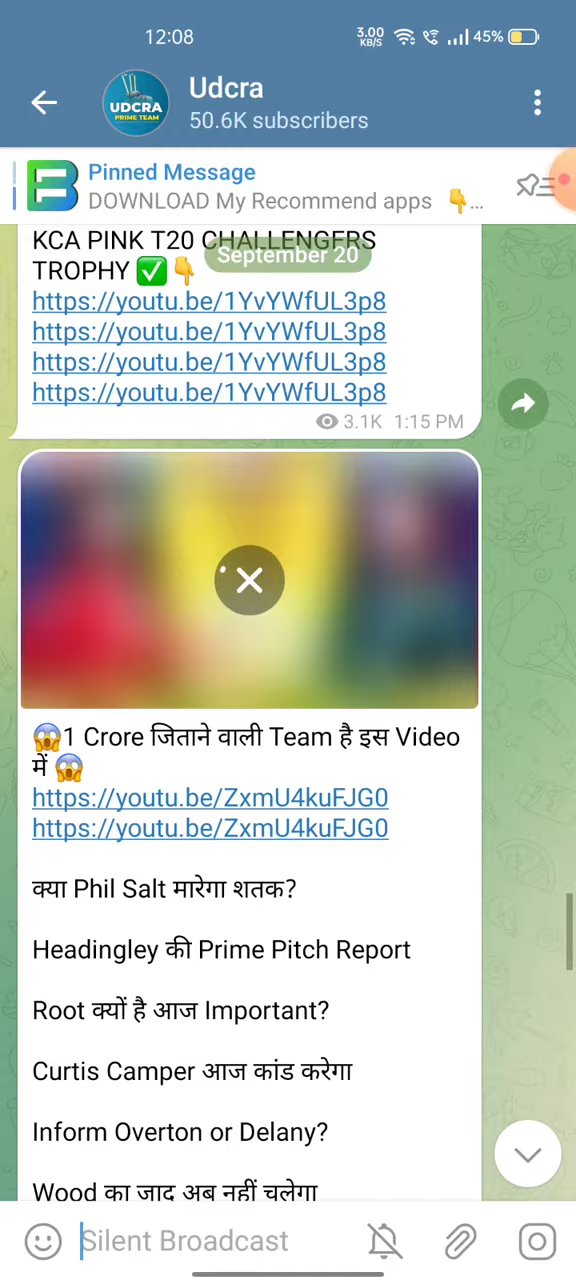 12:08
3.00
KB/S
45%
UDCRA
PRIME TEAM
Udcra
50.6K subscribers
Pinned Message
DOWNLOAD My Recommend apps 👇...
KCA PINK T20 CHALLENGERS
September 20
TROPHY ✅👇
https://youtu.be/1YvYWfUL3p8
https://youtu.be/1YvYWfUL3p8
https://youtu.be/1YvYWfUL3p8
https://youtu.be/1YvYWfUL3p8
3.1K 1:15 PM
😱1 Crore जिताने वाली Team है इस Video
में 😱
https://youtu.be/ZxmU4kuFJG0
https://youtu.be/ZxmU4kuFJG0
क्या Phil Salt मारेगा शतक?
Headingley की Prime Pitch Report
Root क्यों है आज Important?
Curtis Camper आज कांड करेगा
Inform Overton or Delany?
Wood का जादू अब नहीं चलेगा
Silent Broadcast